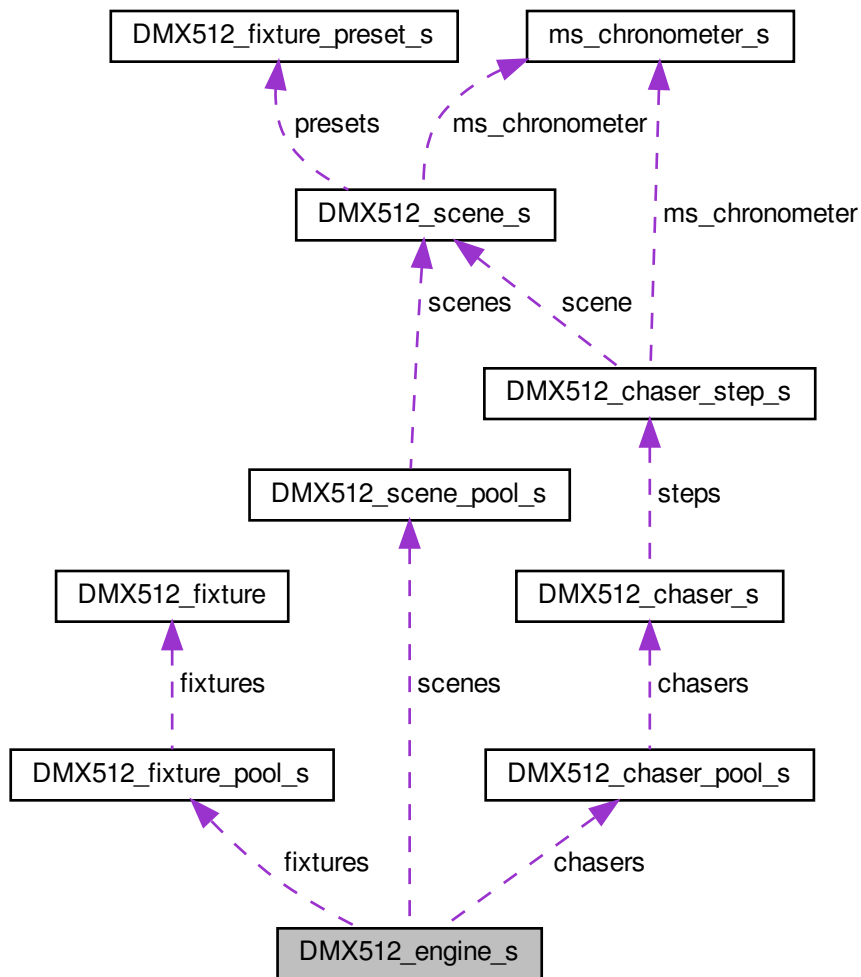 DMX512_fixture_preset_s
ms_chronometer_s
presets
ms_chronometer
DMX512_scene_s
ms_chronometer
scenes
scene
DMX512_chaser_step_s
DMX512_scene_pool_s
steps
DMX512_fixture
DMX512_chaser_s
fixtures
scenes
chasers
DMX512_fixture_pool_s
DMX512_chaser_pool_s
fixtures
chasers
DMX512_engine_s